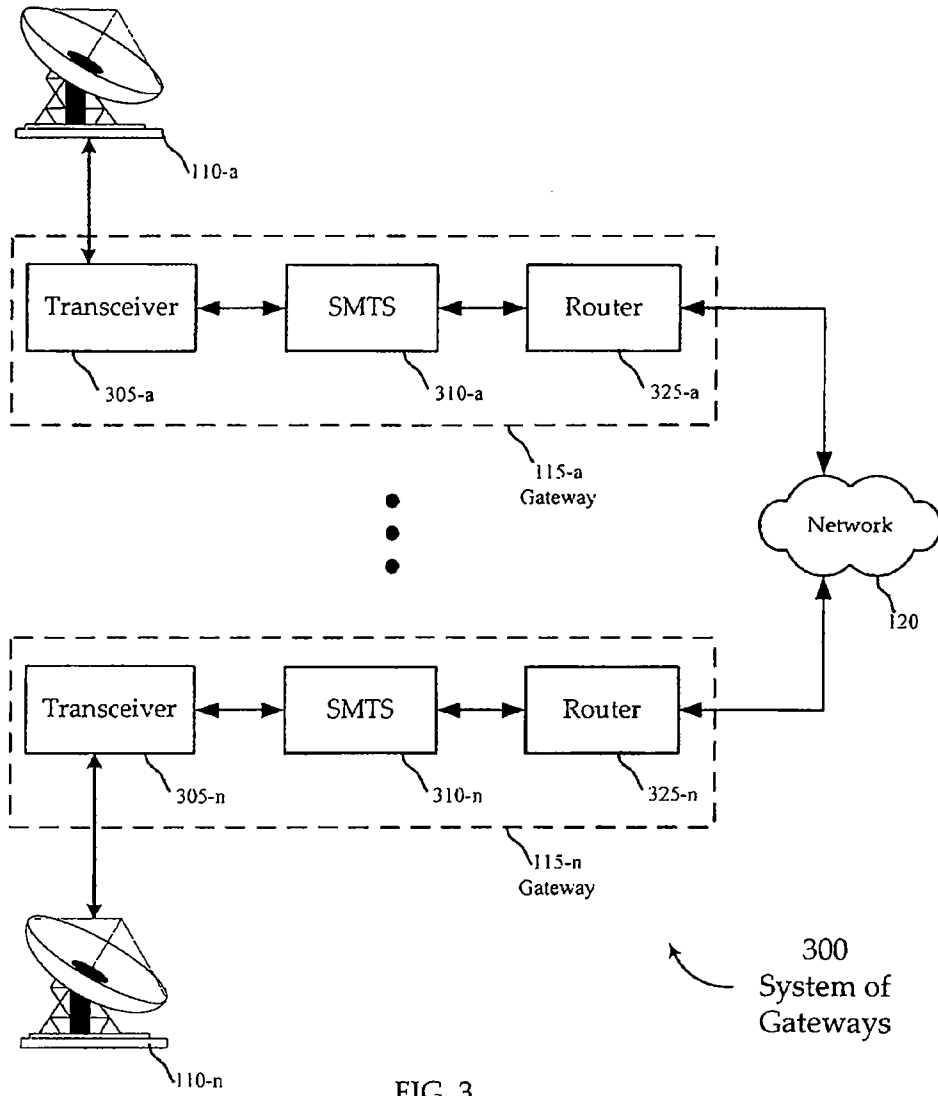 110-a
Transceiver
SMTS
Router
305-a
310-a
325-a
115-a
Gateway
Network
120
Transceiver
SMTS
Router
305-n
310-n
325-n
115-n
Gateway
300
System of
Gateways
110-n
FIG. 3